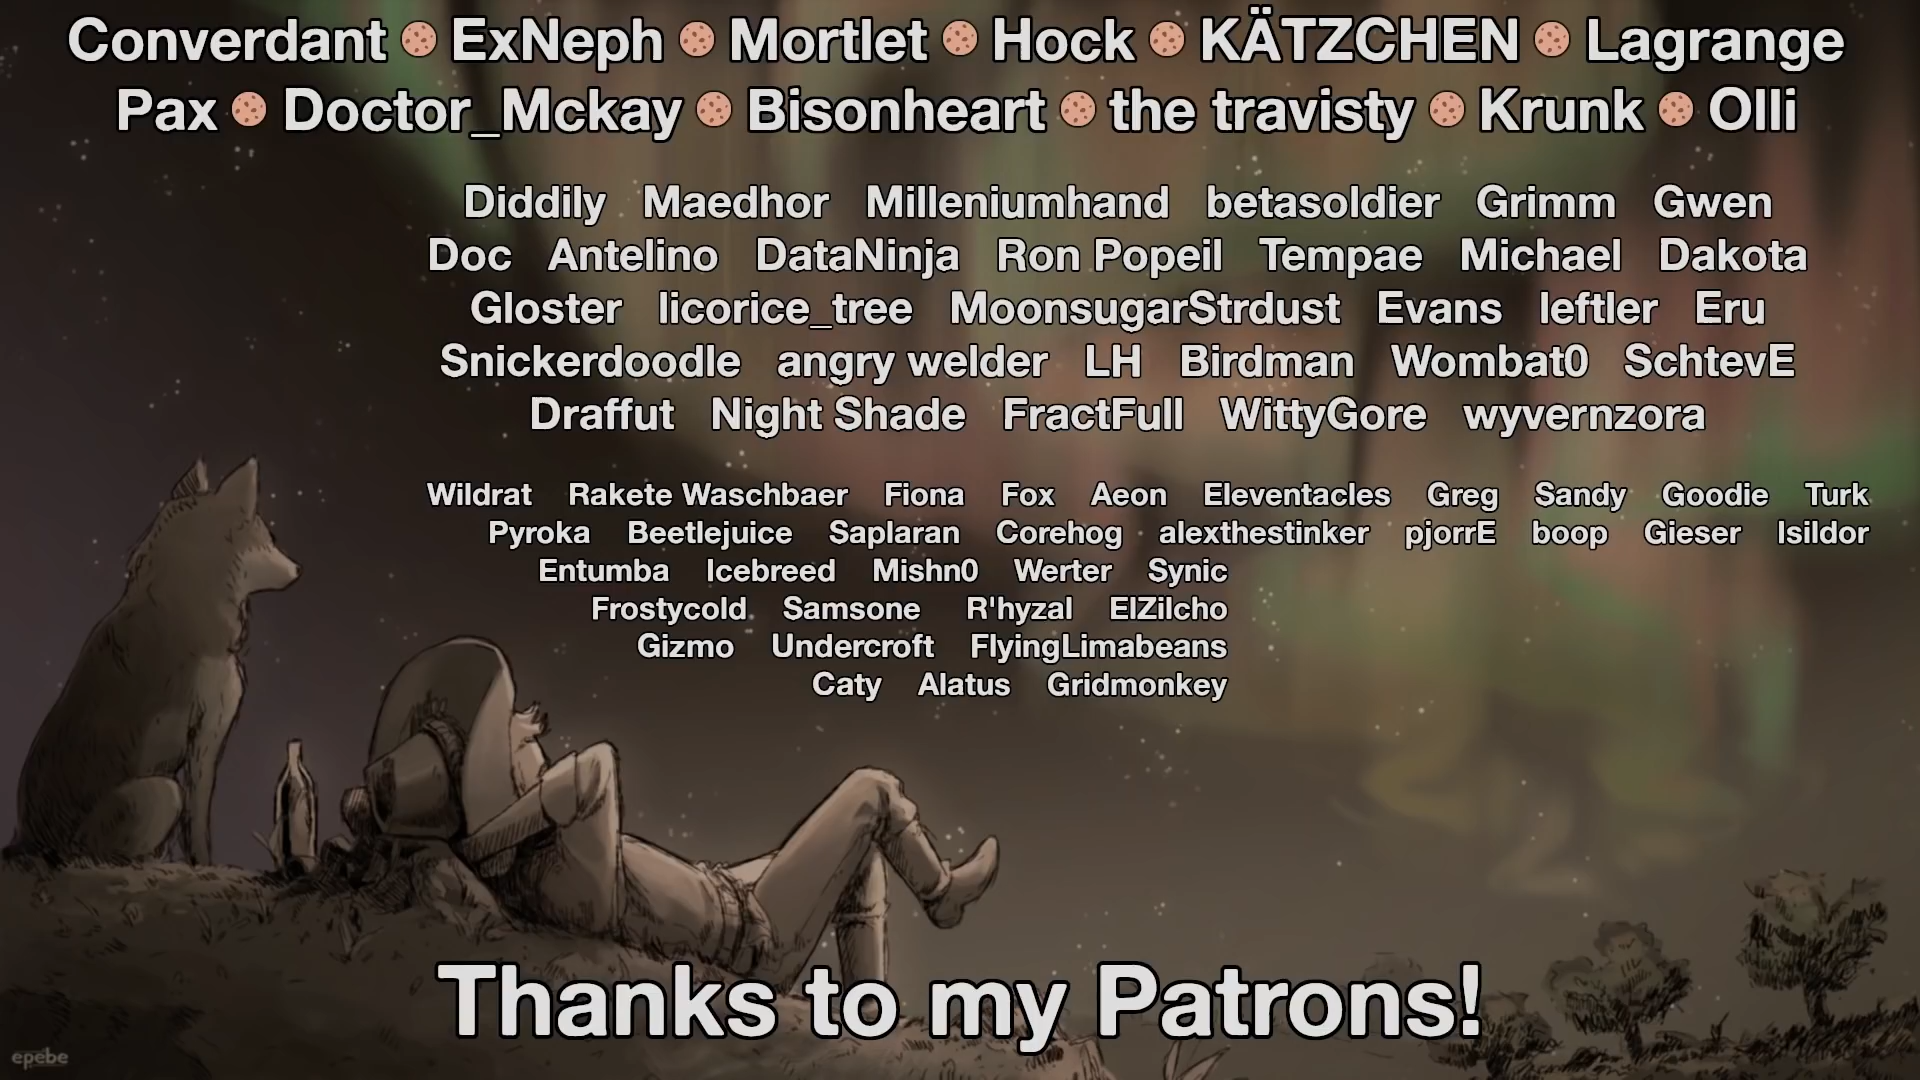 Converdant ExNeph Mortlet Hock KÄTZCHEN Lagrange
Pax Doctor_Mckay Bisonheart the travisty Krunk Olli
Diddily Maedhor Milleniumhand betasoldier Grimm Gwen
Doc Antelino DataNinja Ron Popeil Tempae Michael Dakota
Gloster licorice_tree MoonsugarStrdust Evans leftler Eru
Snickerdoodle angry welder LH Birdman Wombat0 SchtevE
Draffut Night Shade FractFull WittyGore wyvernzora
Wildrat Rakete Waschbaer Fiona Fox Aeon Eleventacles Greg Sandy Goodie Turk
Pyroka Beetlejuice Saplaran Corehog alexthestinker pjorrE boop Gieser Isildor
Entumba Icebreed Mishn0 Werter Synic
Frostycold Samsone R'hyzal ElZilcho
Gizmo Undercroft FlyingLimabeans
Caty Alatus Gridmonkey
Thanks to my Patrons!
epebe